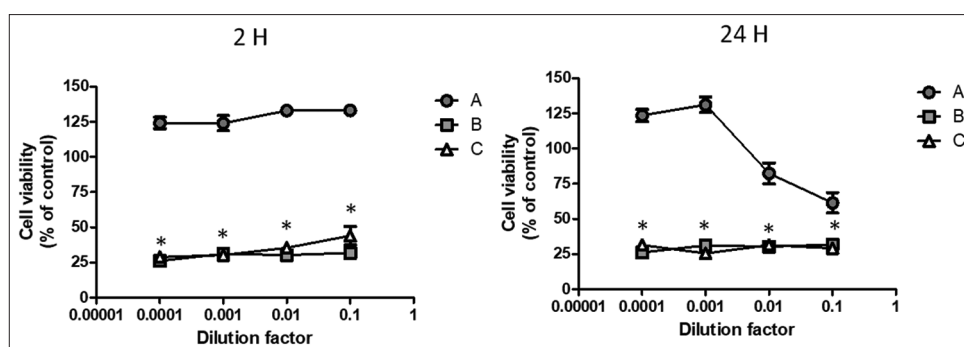 2 H
150
125
100
75
50
25
0
Cell viability
(% of control)
* * * *
0.00001 0.0001 0.001 0.01 0.1 1
Dilution factor
A
B
C
24 H
150
125
100
75
50
25
0
Cell viability
(% of control)
* * * *
0.00001 0.0001 0.001 0.01 0.1 1
Dilution factor
A
B
C